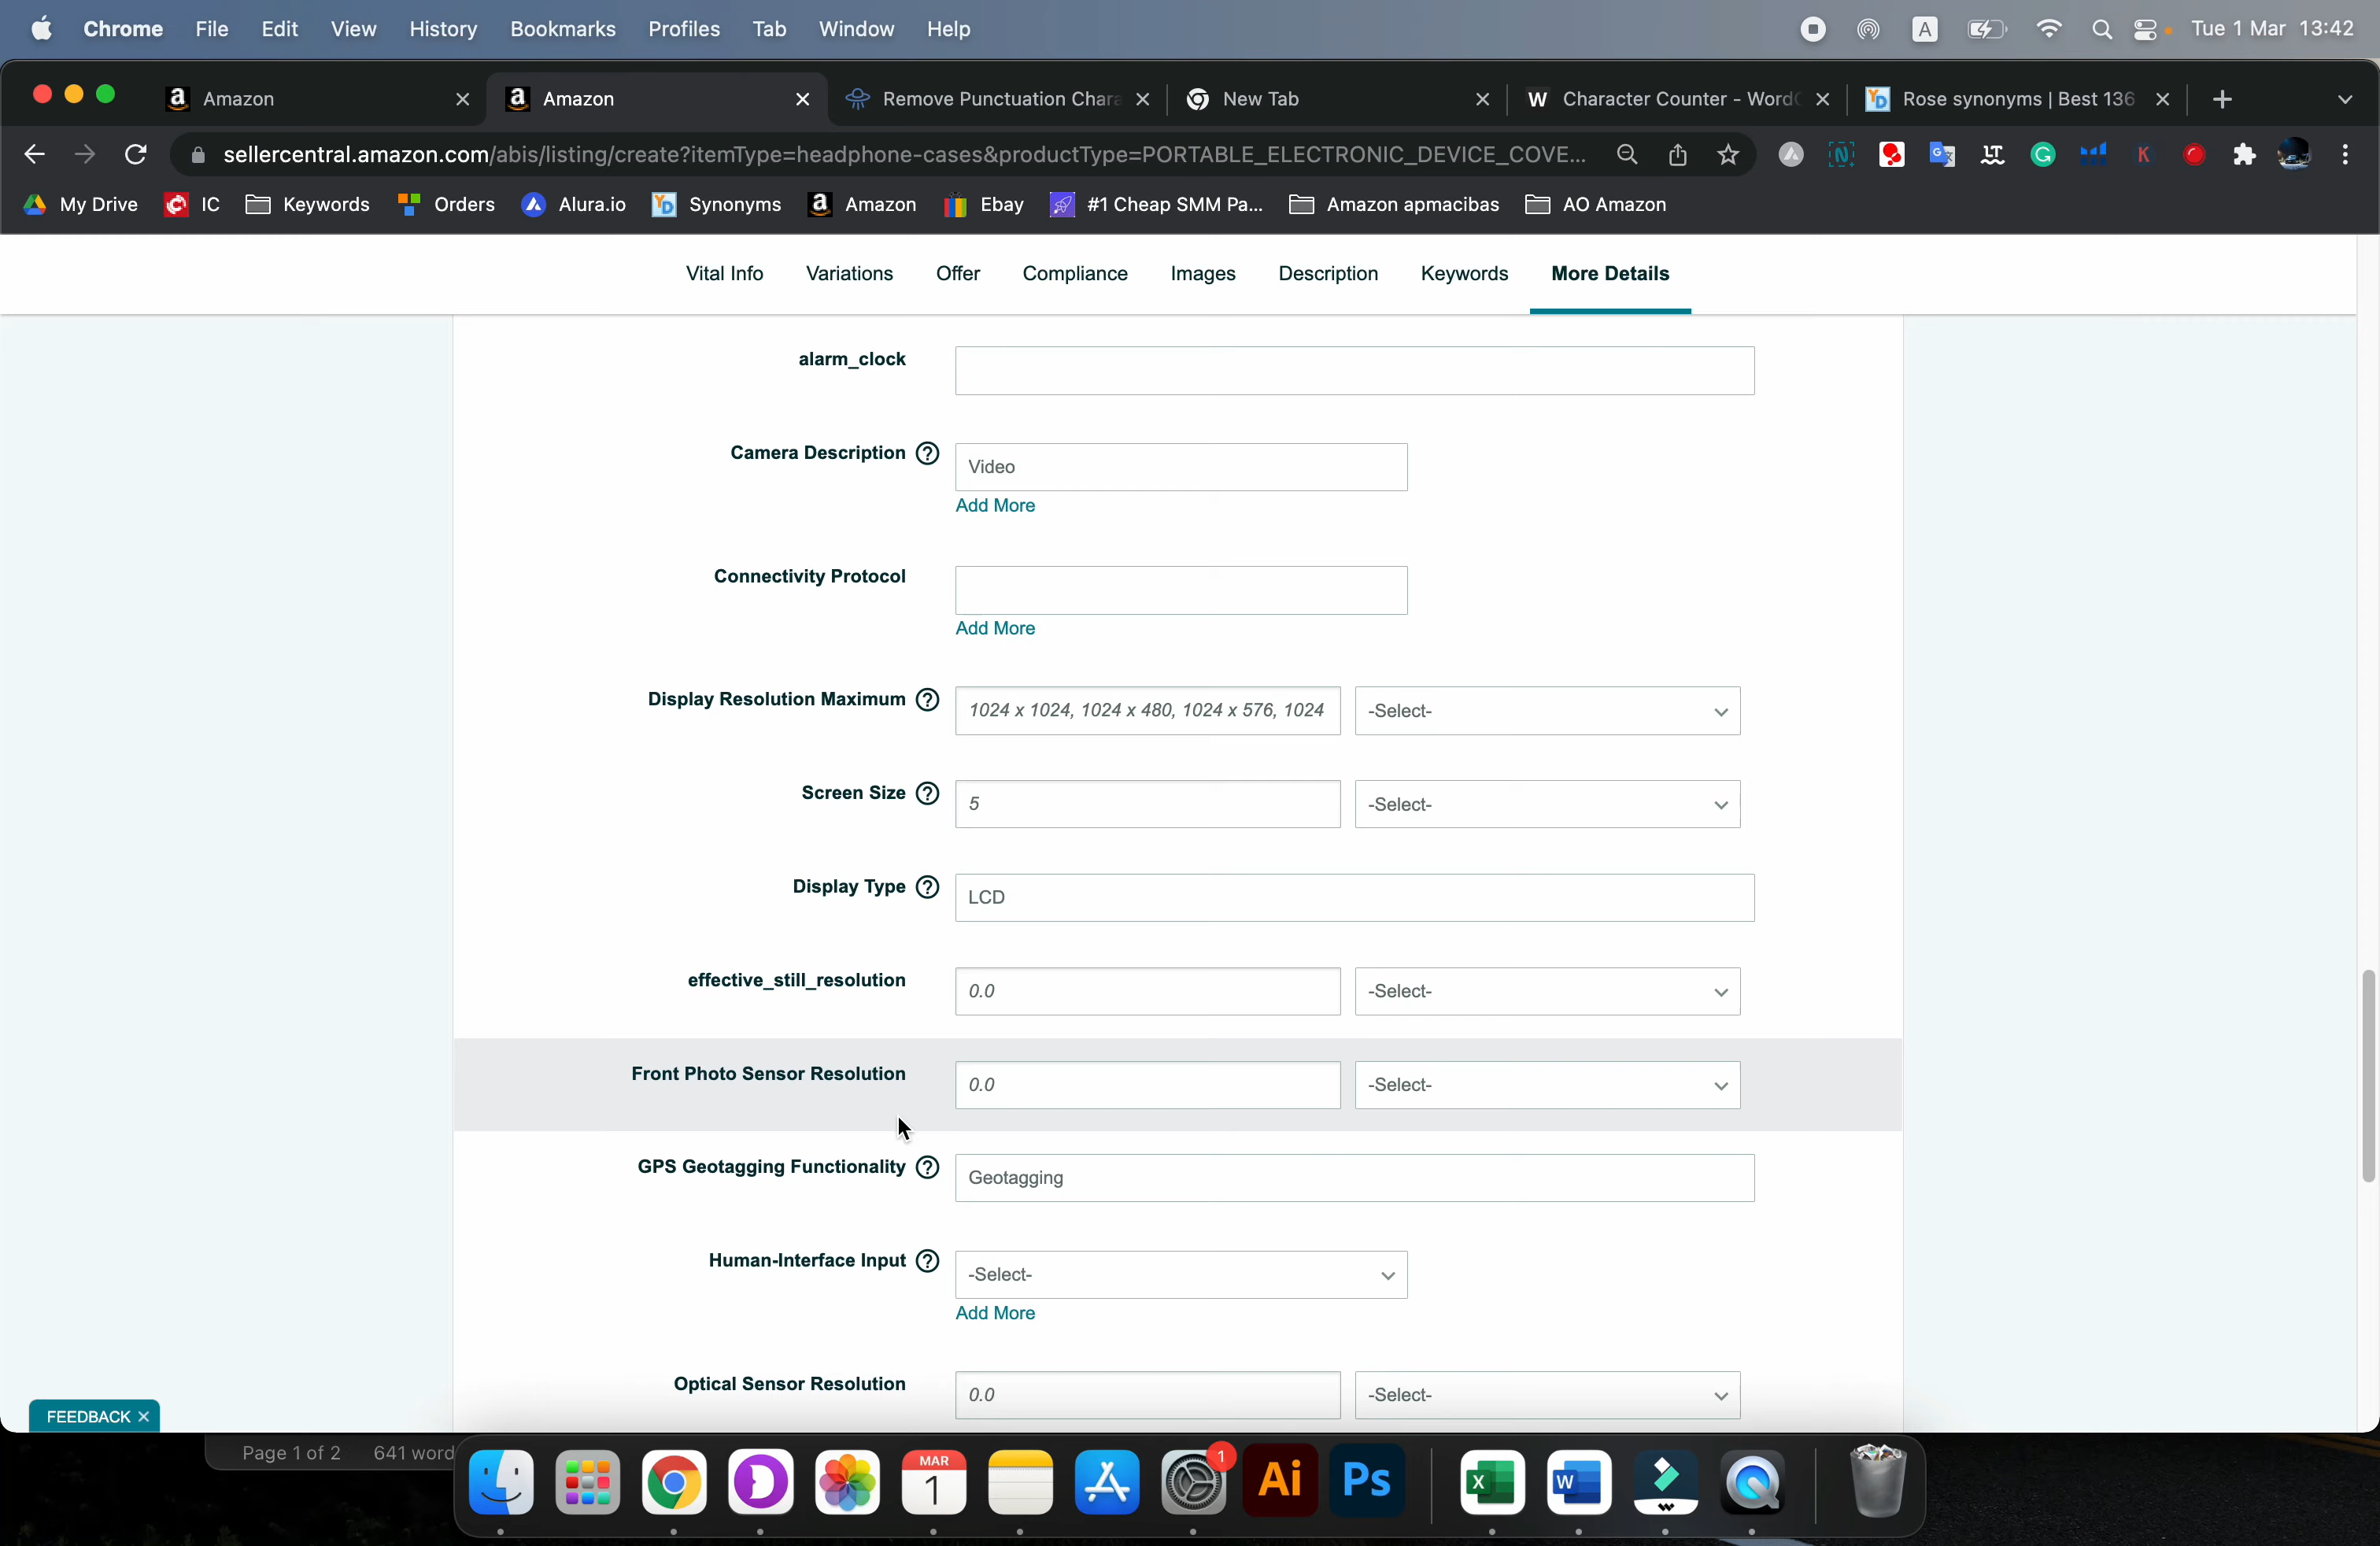 Chrome File Edit View History Bookmarks Profiles Tab Window Help A Tue 1 Mar 13:42
Amazon Amazon Remove Punctuation Chara New Tab W Character Counter - Word YD Rose synonyms | Best 136
sellercentral.amazon.com/abis/listing/create?itemType=headphone-cases&productType=PORTABLE_ELECTRONIC_DEVICE_COVE...
My Drive IC Keywords Orders Alura.io YD Synonyms Amazon Ebay #1 Cheap SMM Pa... Amazon apmacibas AO Amazon
Vital Info Variations Offer Compliance Images Description Keywords More Details
alarm_clock
Camera Description ? Video
Add More
Connectivity Protocol
Add More
Display Resolution Maximum ? 1024 x 1024, 1024 x 480, 1024 x 576, 1024 -Select-
Screen Size ? 5 -Select-
Display Type ? LCD
effective_still_resolution 0.0 -Select-
Front Photo Sensor Resolution 0.0 -Select-
GPS Geotagging Functionality ? Geotagging
Human-Interface Input ? -Select-
Add More
Optical Sensor Resolution 0.0 -Select-
FEEDBACK
Page 1 of 2 641 word
MAR
1
1
Ai Ps X W